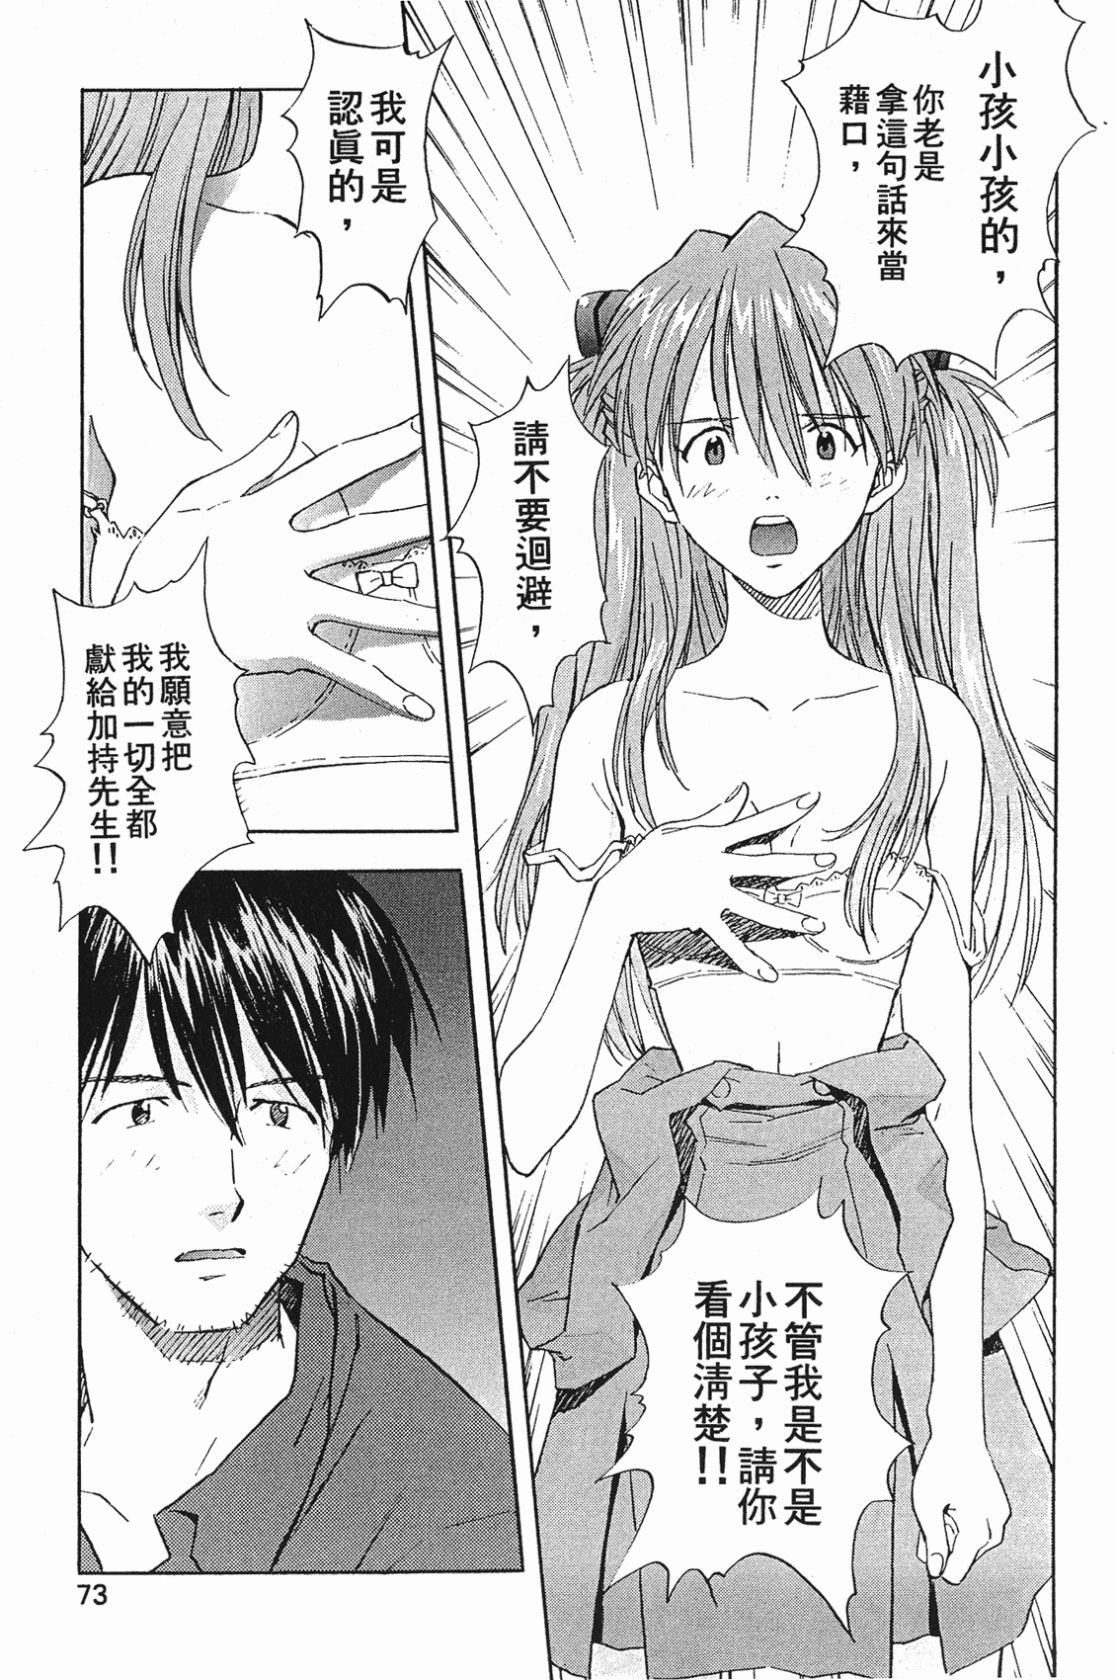 小孩小孩的，
你老是
拿這句話來當
藉口，
請不要迴避，
不管我是不是
小孩子，請你
看個清楚!!
我可是
認真的，
我願意把
我的一切全都
獻給加持先生!!
73